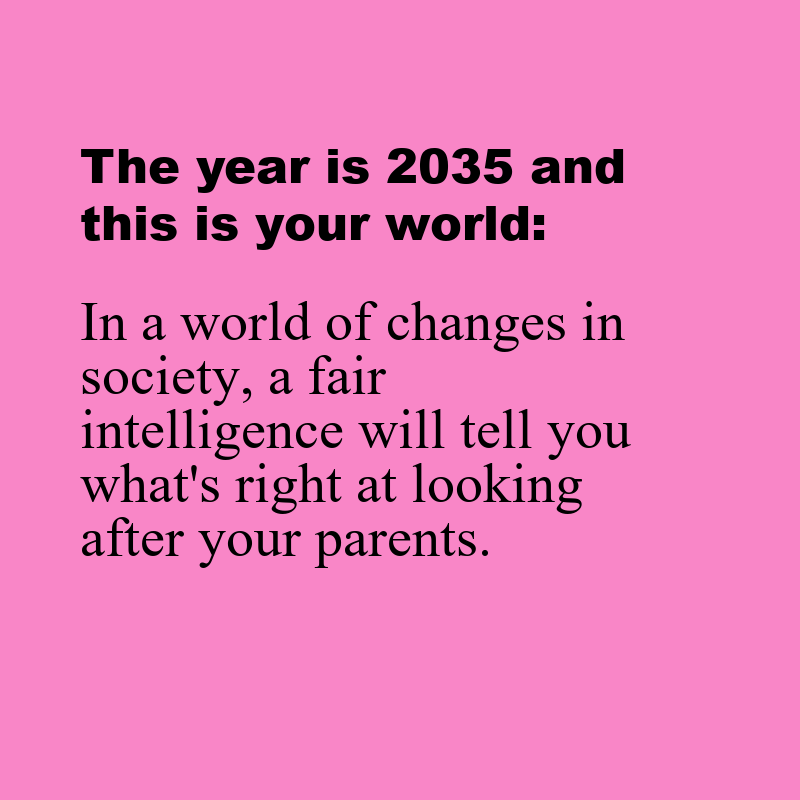 The year is 2035 and
this is your world:
In a world of changes in
society, a fair
intelligence will tell you
what's right at looking
after your parents.